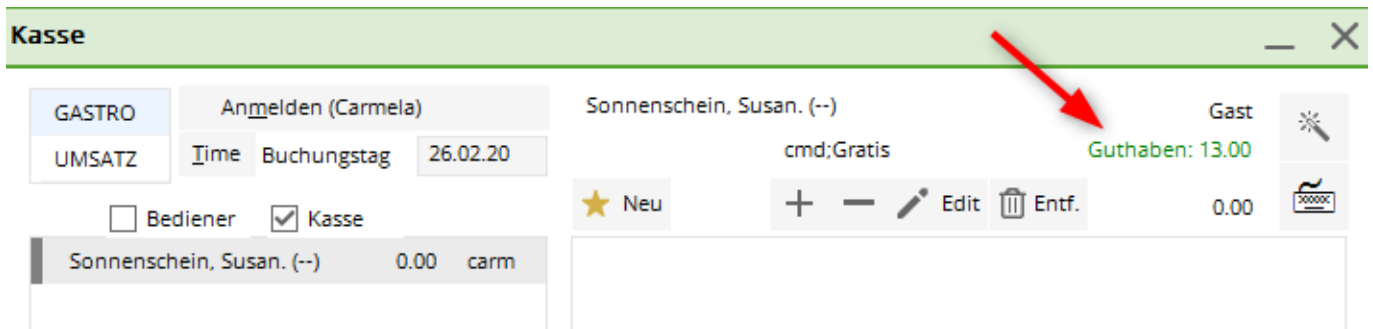 Kasse
GASTRO
UMSATZ
Anmelden (Carmela)
Time Buchungstag 26.02.20
Bediener Kasse
Sonnenschein, Susan. (--) 0.00 carm
Sonnenschein, Susan. (--) Gast
cmd;Gratis Guthaben: 13.00
Neu Edit Entf. 0.00
xxxxx